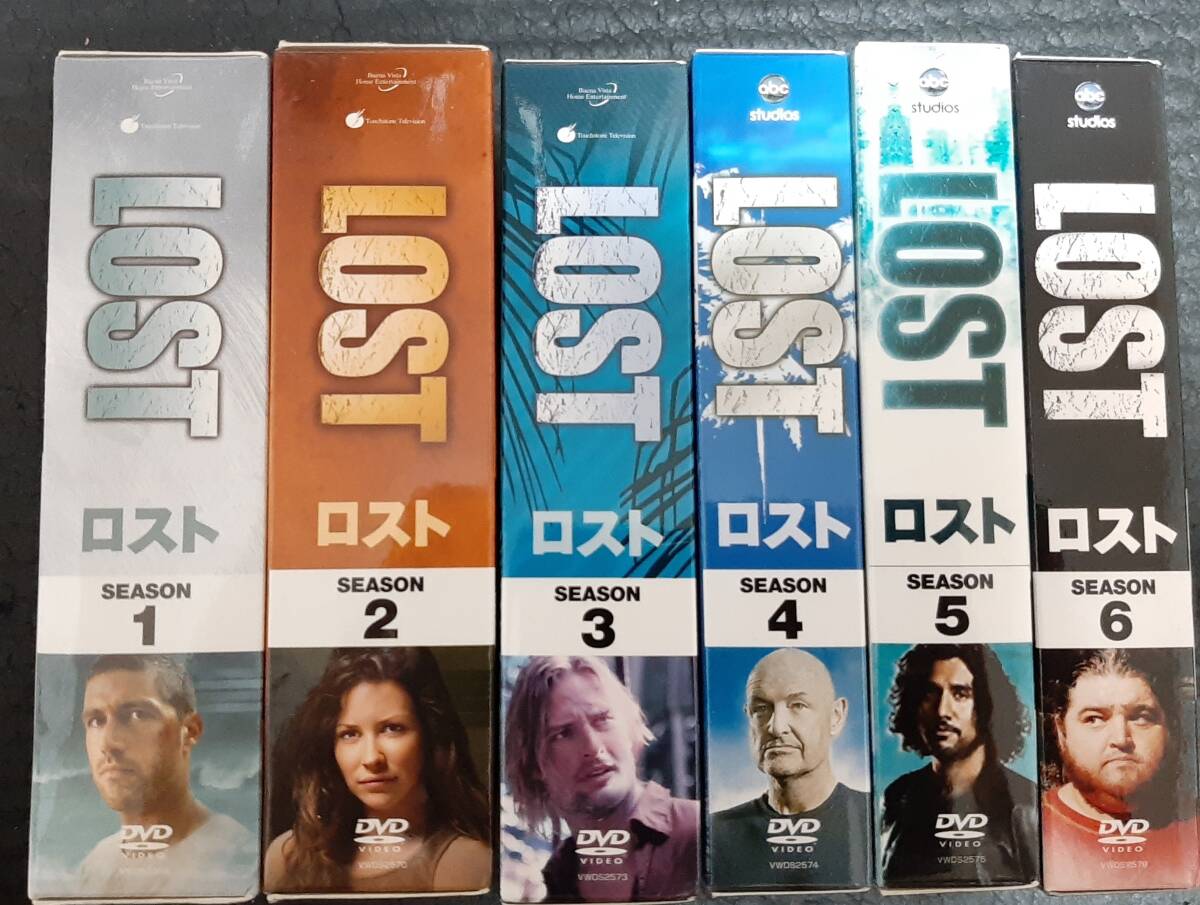 Buena Vista
Home Entertainment
Touchstone Television
LOST
ロスト
SEASON
1
DVD
VIDEO
Buena Vista
Home Entertainment
Touchstone Television
LOST
ロスト
SEASON
2
DVD
VIDEO
VWDS2570
Buena Vista
Home Entertainment
Touchstone Television
LOST
ロスト
SEASON
3
DVD
VIDEO
VWDS2573
abc
studios
LOST
ロスト
SEASON
4
DVD
VIDEO
VWDS2574
abc
studios
LOST
ロスト
SEASON
5
DVD
VIDEO
VWDS2575
abc
studios
LOST
ロスト
SEASON
6
DVD
VIDEO